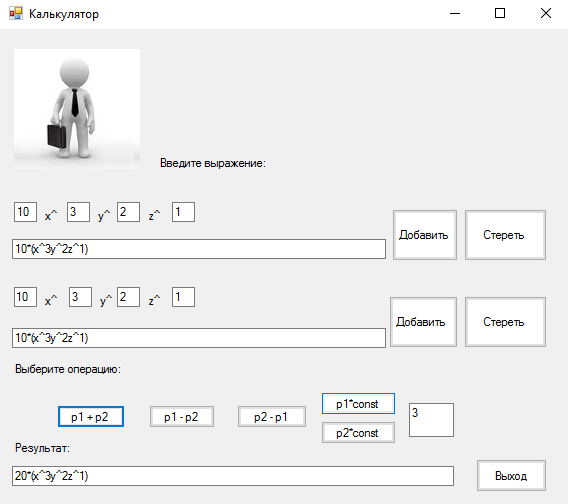 Калькулятор
Введите выражение:
10 x^ 3 y^ 2 z^ 1
10*(x^3y^2z^1)
Добавить Стереть
10 x^ 3 y^ 2 z^ 1
10*(x^3y^2z^1)
Добавить Стереть
Выберите операцию:
p1 + p2 p1 - p2 p2 - p1 p1*const 3
p2*const
Результат:
20*(x^3y^2z^1)
Выход